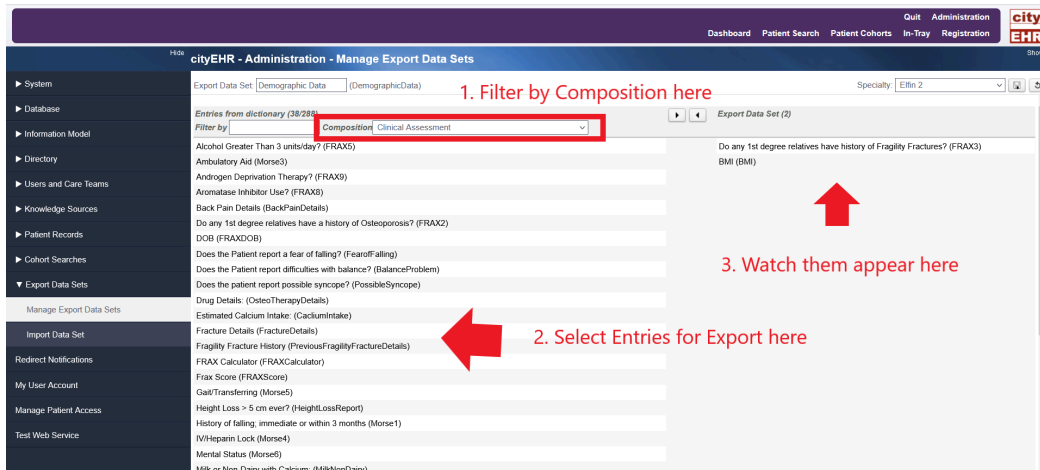 Quit Administration
city
Dashboard Patient Search Patient Cohorts In-Tray Registration
EHR
Hide
cityEHR - Administration - Manage Export Data Sets
Sho
▶ System
Export Data Set: Demographic Data (DemographicData)
1. Filter by Composition here
Specialty: Elfin 2
▶ Database
Entries from dictionary (38/288)
Export Data Set (2)
Filter by
Composition Clinical Assessment
▶ Information Model
▶ Directory
▶ Users and Care Teams
▶ Knowledge Sources
▶ Patient Records
▶ Cohort Searches
▼ Export Data Sets
Manage Export Data Sets
Import Data Set
Redirect Notifications
My User Account
Manage Patient Access
Test Web Service
Alcohol Greater Than 3 units/day? (FRAX5)
Ambulatory Aid (Morse3)
Androgen Deprivation Therapy? (FRAX9)
Aromatase Inhibitor Use? (FRAX8)
Back Pain Details (BackPainDetails)
Do any 1st degree relatives have a history of Osteoporosis? (FRAX2)
DOB (FRAXDOB)
Does the Patient report a fear of falling? (FearofFalling)
Does the Patient report difficulties with balance? (BalanceProblem)
Does the patient report possible syncope? (PossibleSyncope)
Drug Details: (OsteoTherapyDetails)
Estimated Calcium Intake: (CacliumIntake)
Fracture Details (FractureDetails)
Fragility Fracture History (PreviousFragilityFractureDetails)
FRAX Calculator (FRAXCalculator)
Frax Score (FRAXScore)
Gait/Transferring (Morse5)
Height Loss > 5 cm ever? (HeightLossReport)
History of falling; immediate or within 3 months (Morse1)
IV/Heparin Lock (Morse4)
Mental Status (Morse6)
Milk or Non-Dairy with Calcium: (MilkNonDairy)
2. Select Entries for Export here
Do any 1st degree relatives have history of Fragility Fractures? (FRAX3)
BMI (BMI)
3. Watch them appear here